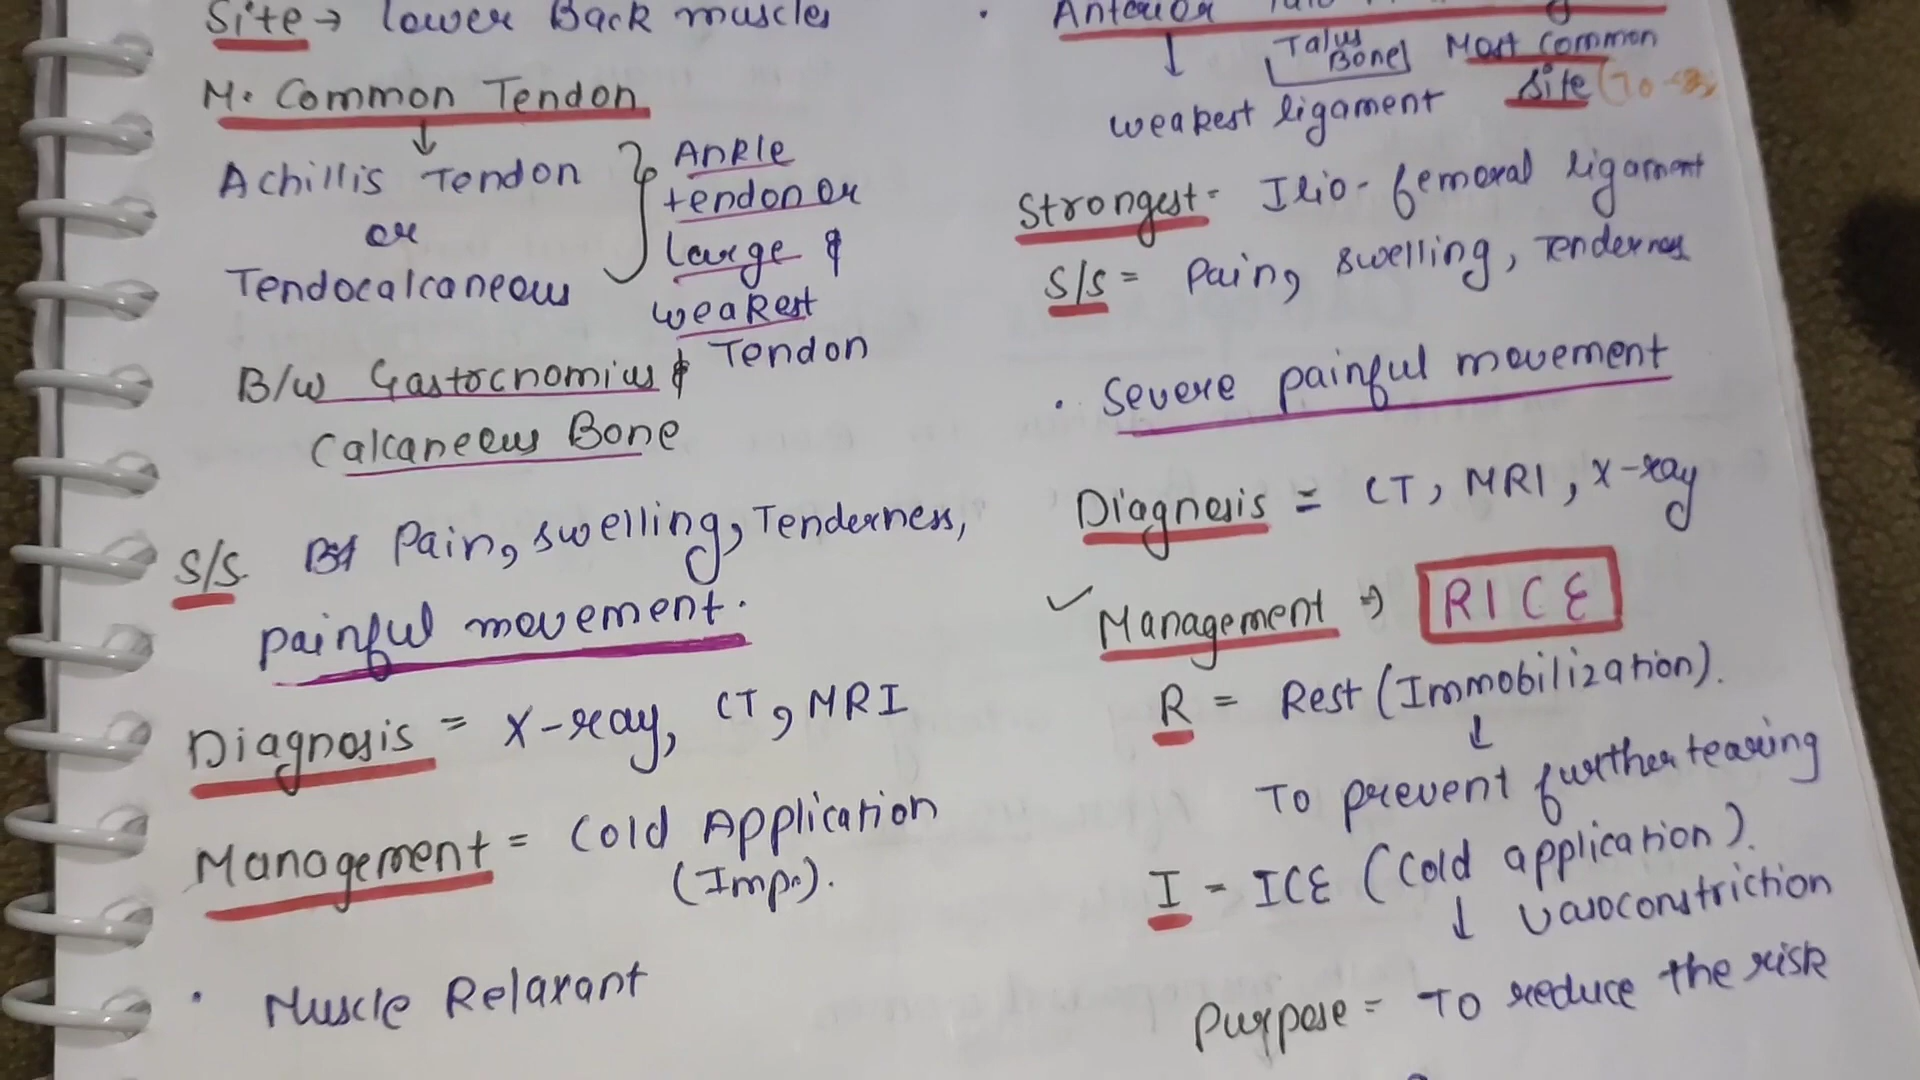 Site → Lower Back muscles
M. Common Tendon
↓
Achillis Tendon
or
Tendocalcaneous
Ankle
tendon or
Large &
weakest
Tendon
B/w Gastocnomius &
Calcaneus Bone
S/S. Pain, swelling, Tenderness,
painful movement.
Diagnosis = X-ray, CT, MRI
Management = Cold Application
(Imp.).
• Muscle Relaxant
• Anterior
↓ Talus Bone Most Common
weakest ligament Site
Strongest = Ilio-femoral ligament
S/S = Pain, swelling, Tenderness
• Severe painful movement
Diagnosis = CT, MRI, X-ray
✓ Management → RICE
R = Rest (Immobilization).
↓
To prevent further tearing
I = ICE (Cold application).
↓ Vasoconstriction
Purpose = To reduce the risk